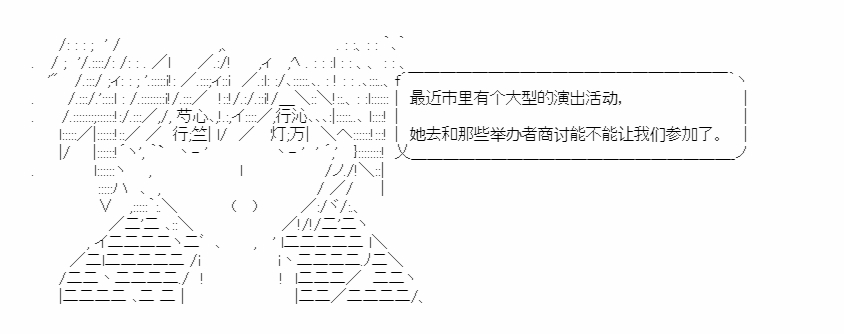 最近市里有个大型的演出活动，
她去和那些举办者商讨能不能让我们参加了。